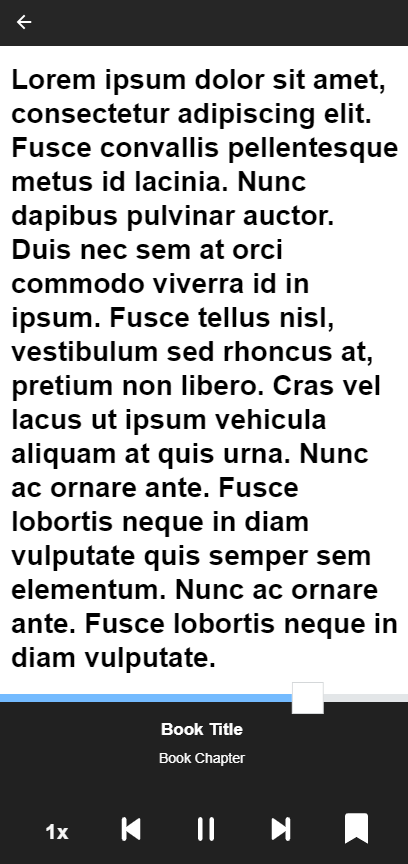 Lorem ipsum dolor sit amet,
consectetur adipiscing elit.
Fusce convallis pellentesque
metus id lacinia. Nunc
dapibus pulvinar auctor.
Duis nec sem at orci
commodo viverra id in
ipsum. Fusce tellus nisl,
vestibulum sed rhoncus at,
pretium non libero. Cras vel
lacus ut ipsum vehicula
aliquam at quis urna. Nunc
ac ornare ante. Fusce
lobortis neque in diam
vulputate quis semper sem
elementum. Nunc ac ornare
ante. Fusce lobortis neque in
diam vulputate.
Book Title
Book Chapter
1x